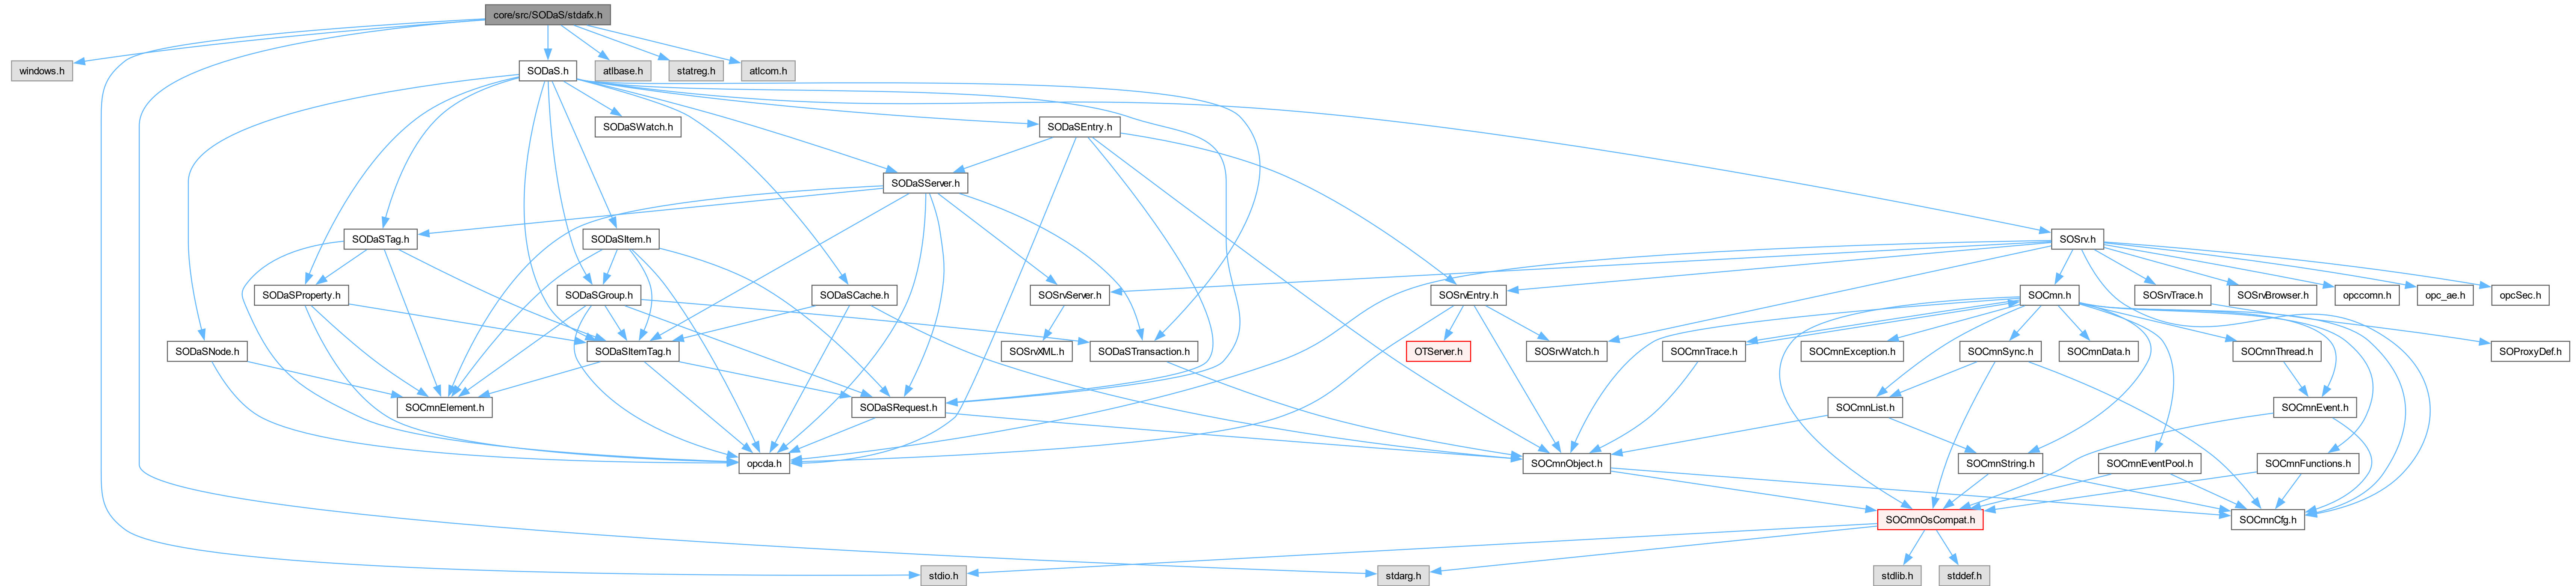 core/src/SODaS/stdafx.h
windows.h
SODaS.h
atlbase.h
statreg.h
atlcom.h
SODaSWatch.h
SODaSEntry.h
SODaSServer.h
SODaSTag.h
SODaSItem.h
SOSrv.h
SODaSProperty.h
SODaSGroup.h
SODaSCache.h
SOSrvServer.h
SOSrvEntry.h
SOCmn.h
SOSrvTrace.h
SOSrvBrowser.h
opccomn.h
opc_ae.h
opcSec.h
SODaSNode.h
SODaSItemTag.h
SOSrvXML.h
SODaSTransaction.h
OTServer.h
SOSrvWatch.h
SOCmnTrace.h
SOCmnException.h
SOCmnSync.h
SOCmnData.h
SOCmnThread.h
SOProxyDef.h
SOCmnElement.h
SODaSRequest.h
SOCmnList.h
SOCmnEvent.h
opcda.h
SOCmnObject.h
SOCmnString.h
SOCmnEventPool.h
SOCmnFunctions.h
SOCmnOsCompat.h
SOCmnCfg.h
stdio.h
stdarg.h
stdlib.h
stddef.h